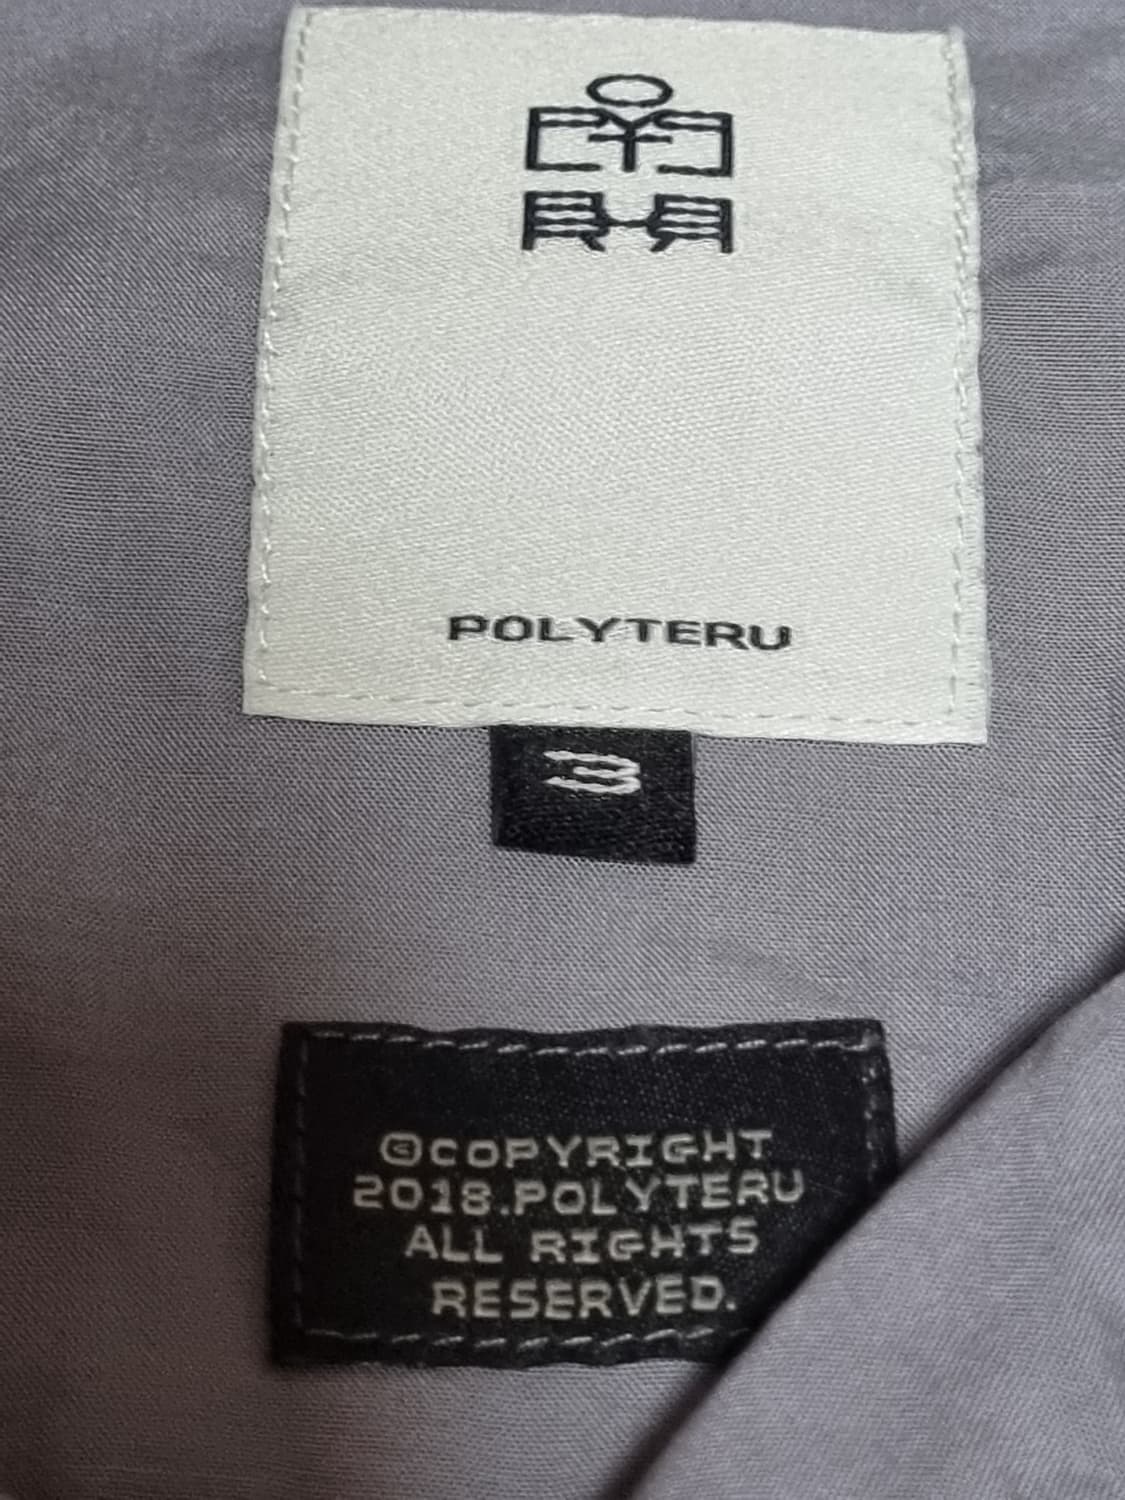 POLYTERU
3
©COPYRIGHT
2018.POLYTERU
ALL RIGHTS
RESERVED.